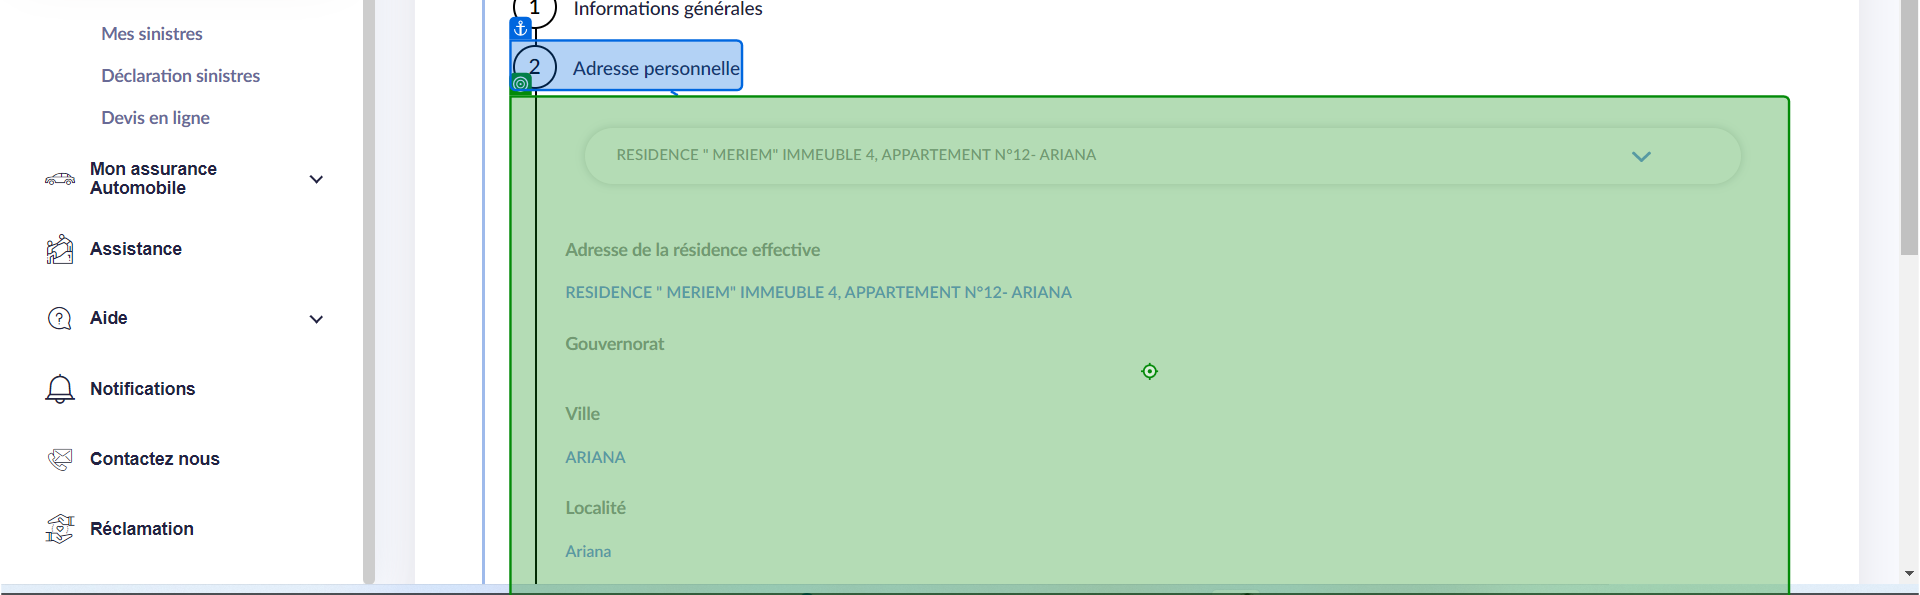 Mes sinistres
Déclaration sinistres
Devis en ligne
Mon assurance
Automobile
Assistance
Aide
Notifications
Contactez nous
Réclamation
1 Informations générales
2 Adresse personnelle
RESIDENCE " MERIEM" IMMEUBLE 4, APPARTEMENT N°12- ARIANA
Adresse de la résidence effective
RESIDENCE " MERIEM" IMMEUBLE 4, APPARTEMENT N°12- ARIANA
Gouvernorat
Ville
ARIANA
Localité
Ariana